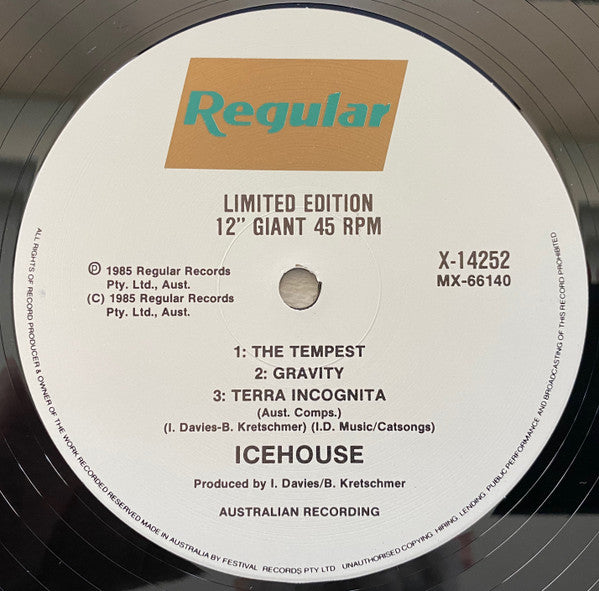 Regular
LIMITED EDITION
12" GIANT 45 RPM
℗ 1985 Regular Records
Pty. Ltd., Aust.
(C) 1985 Regular Records
Pty. Ltd., Aust.
X-14252
MX-66140
1: THE TEMPEST
2: GRAVITY
3: TERRA INCOGNITA
(Aust. Comps.)
(I. Davies-B. Kretschmer) (I.D. Music/Catsongs)
ICEHOUSE
Produced by I. Davies/B. Kretschmer
AUSTRALIAN RECORDING
ALL RIGHTS OF RECORD PRODUCER & OWNER OF THE WORK RECORDED RESERVED MADE IN AUSTRALIA BY FESTIVAL RECORDS PTY LTD UNAUTHORISED COPYING HIRING LENDING PUBLIC PERFORMANCE AND BROADCASTING OF THIS RECORD PROHIBITED